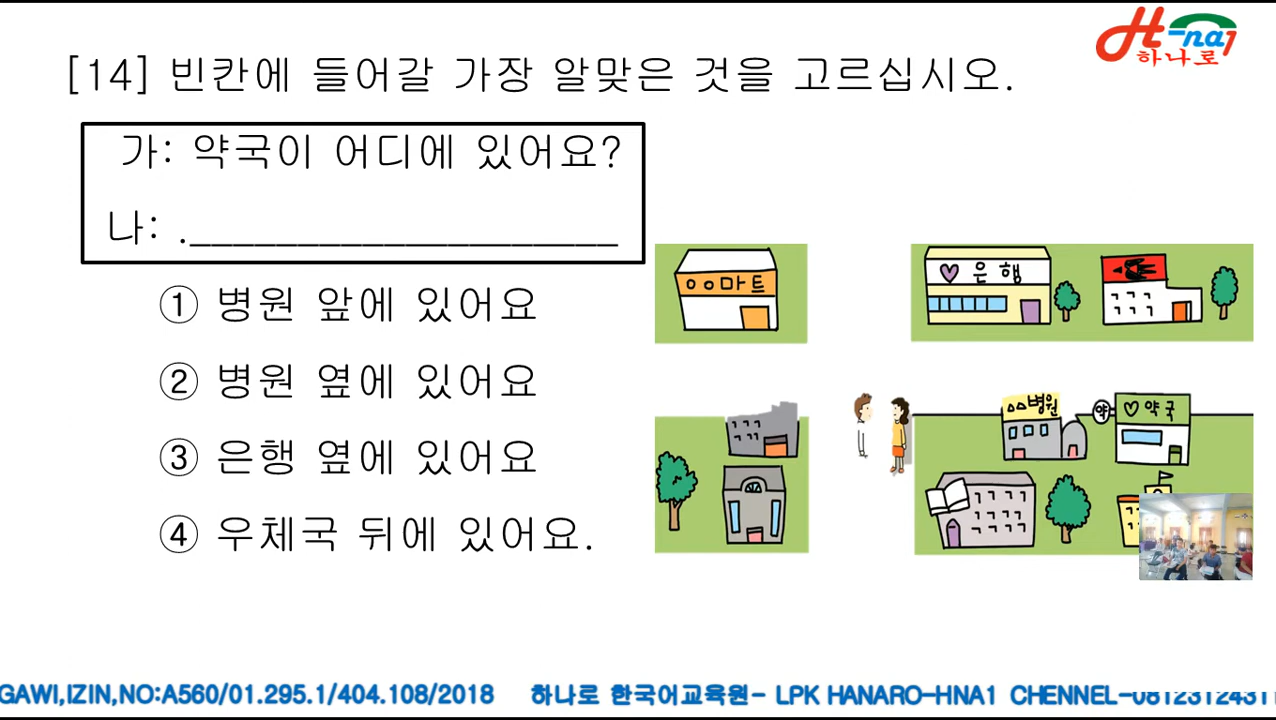 H-na1
하나로
[14] 빈칸에 들어갈 가장 알맞은 것을 고르십시오.
가: 약국이 어디에 있어요?
나: .____________________
① 병원 앞에 있어요
② 병원 옆에 있어요
③ 은행 옆에 있어요
④ 우체국 뒤에 있어요.
ㅇㅇ마트
♡은행
△△병원
약
♡약국
GAWI,IZIN,NO:A560/01.295.1/404.108/2018 하나로 한국어교육원- LPK HANARO-HNA1 CHENNEL-